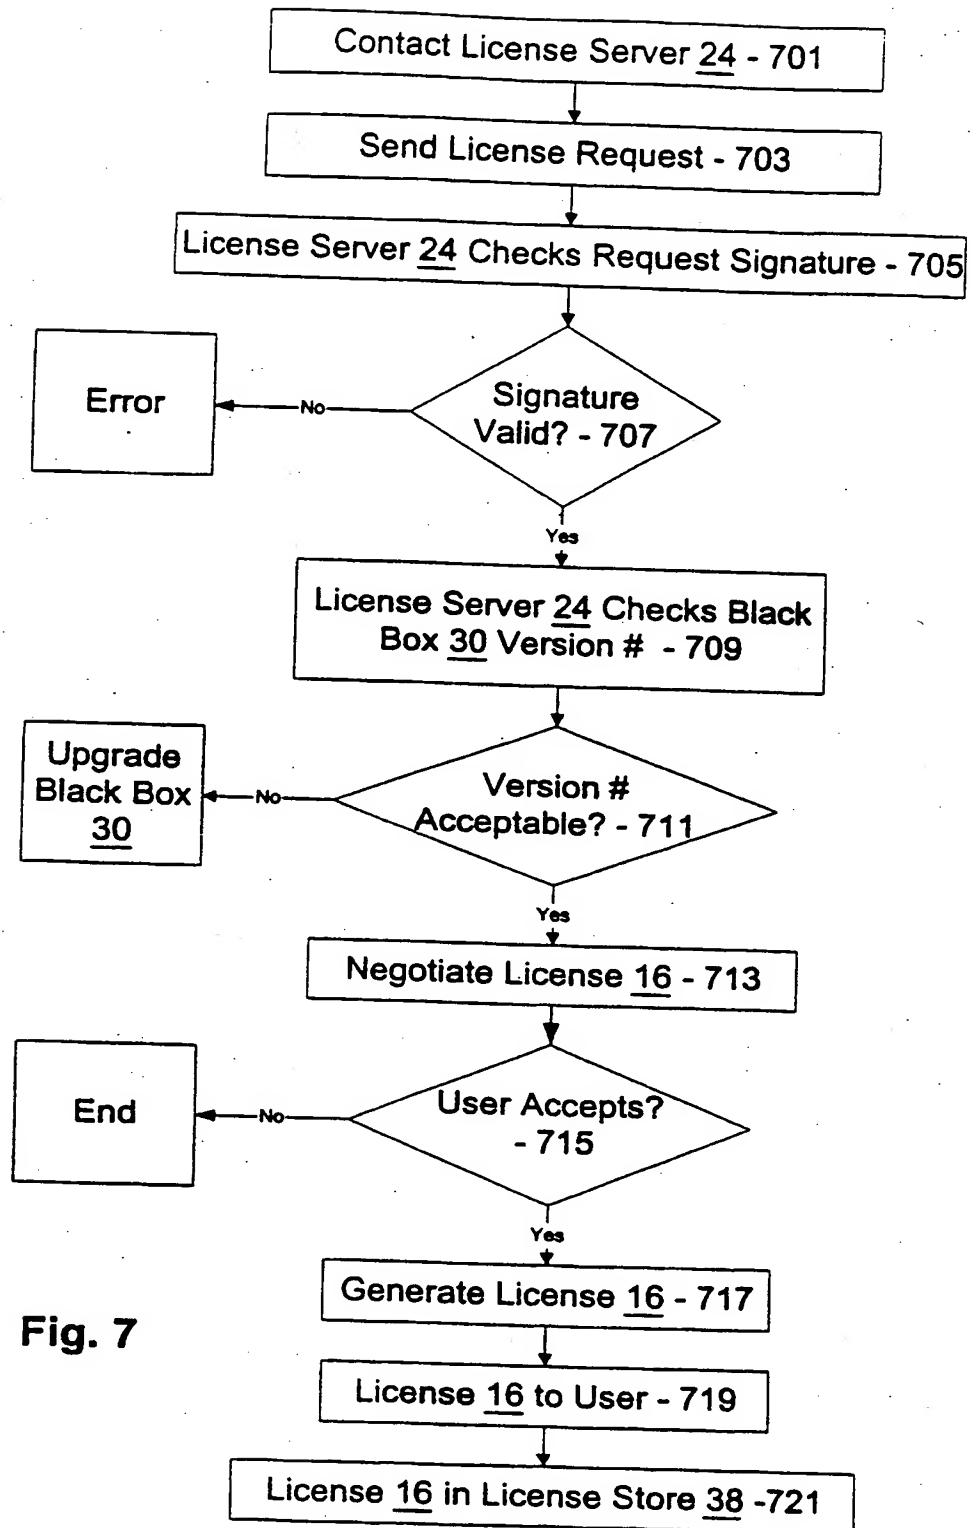 Contact License Server 24 - 701
Send License Request - 703
License Server 24 Checks Request Signature - 705
Error
No
Signature
Valid? - 707
Yes
License Server 24 Checks Black
Box 30 Version # - 709
Upgrade
Black Box
30
No
Version #
Acceptable? - 711
Yes
Negotiate License 16 - 713
End
No
User Accepts?
- 715
Yes
Generate License 16 - 717
Fig. 7
License 16 to User - 719
License 16 in License Store 38 -721